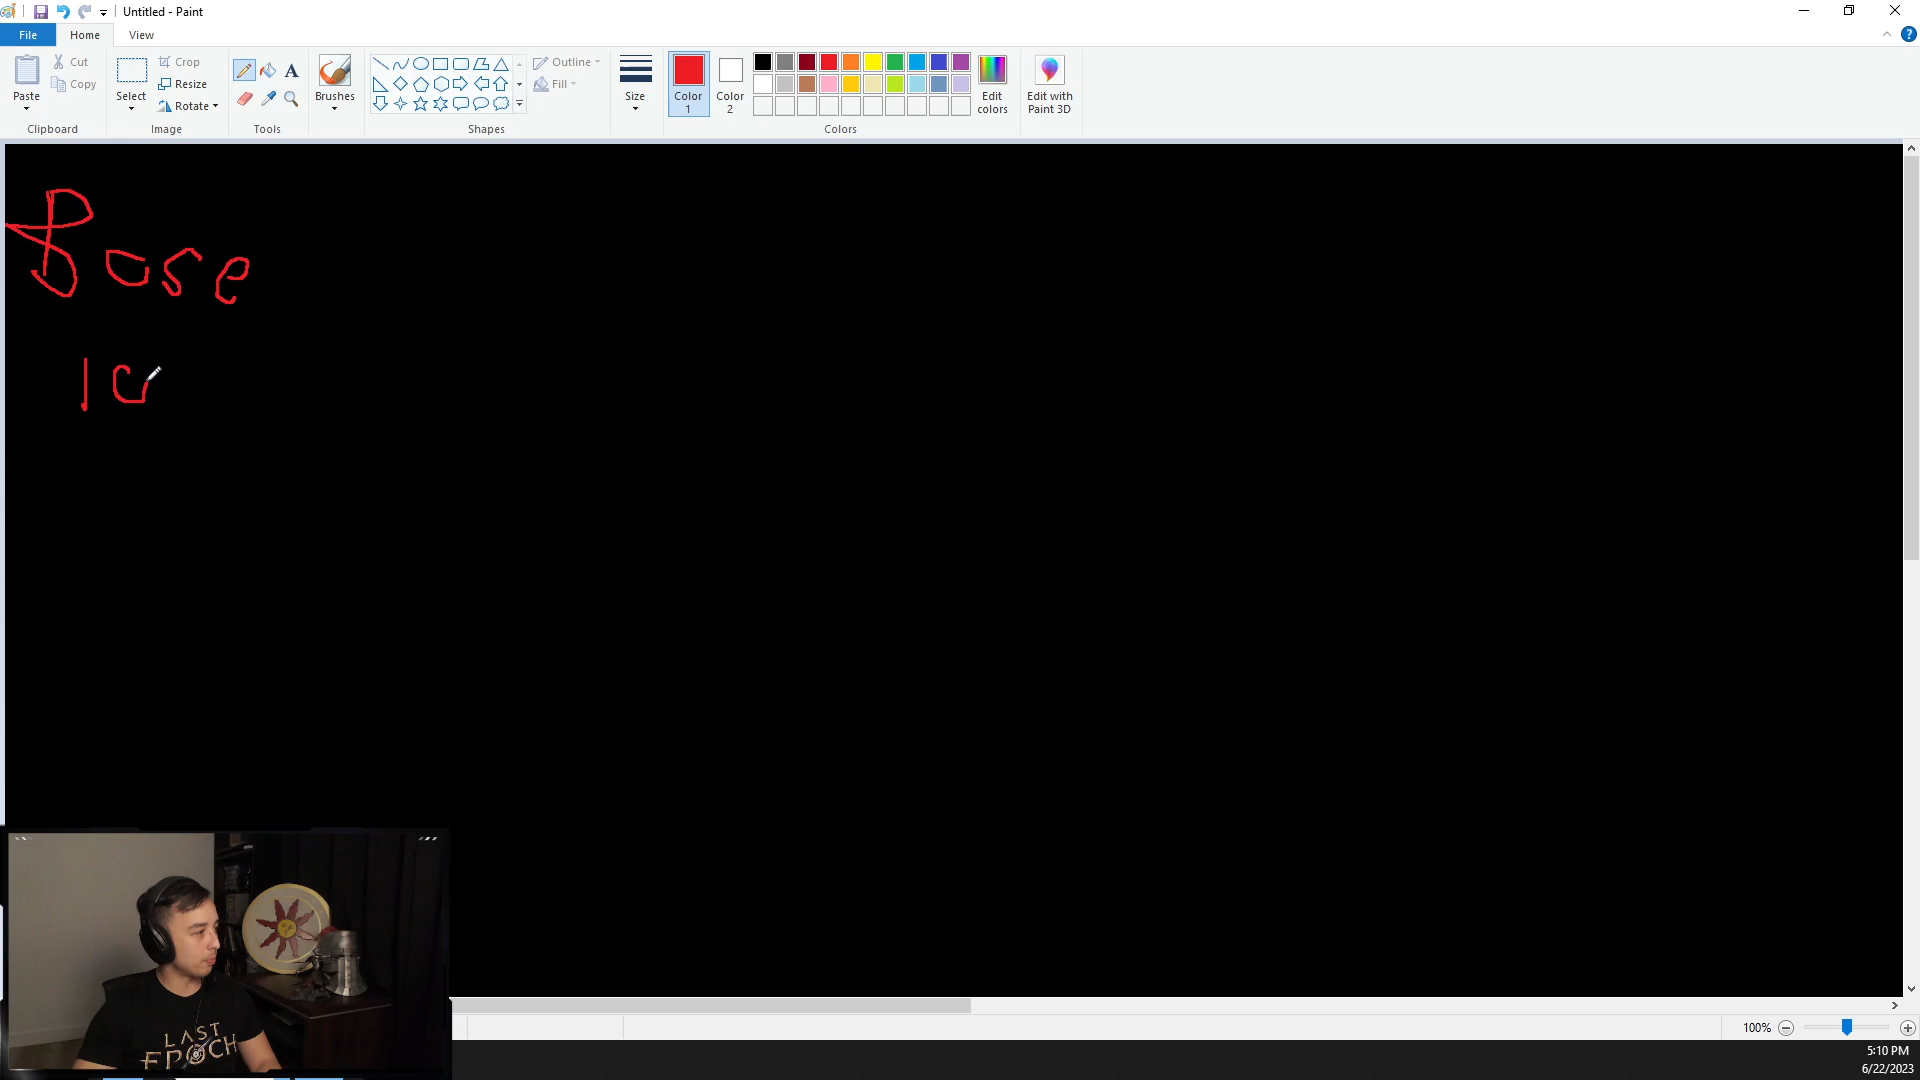 Untitled - Paint
File Home View
Paste
Cut
Copy
Clipboard
Select
Crop
Resize
Rotate
Image
Tools
Brushes
Shapes
Outline
Fill
Size
Color 1
Color 2
Colors
Edit colors
Edit with Paint 3D
Base
10
LAST
EPOCH
100%
5:10 PM
6/22/2023